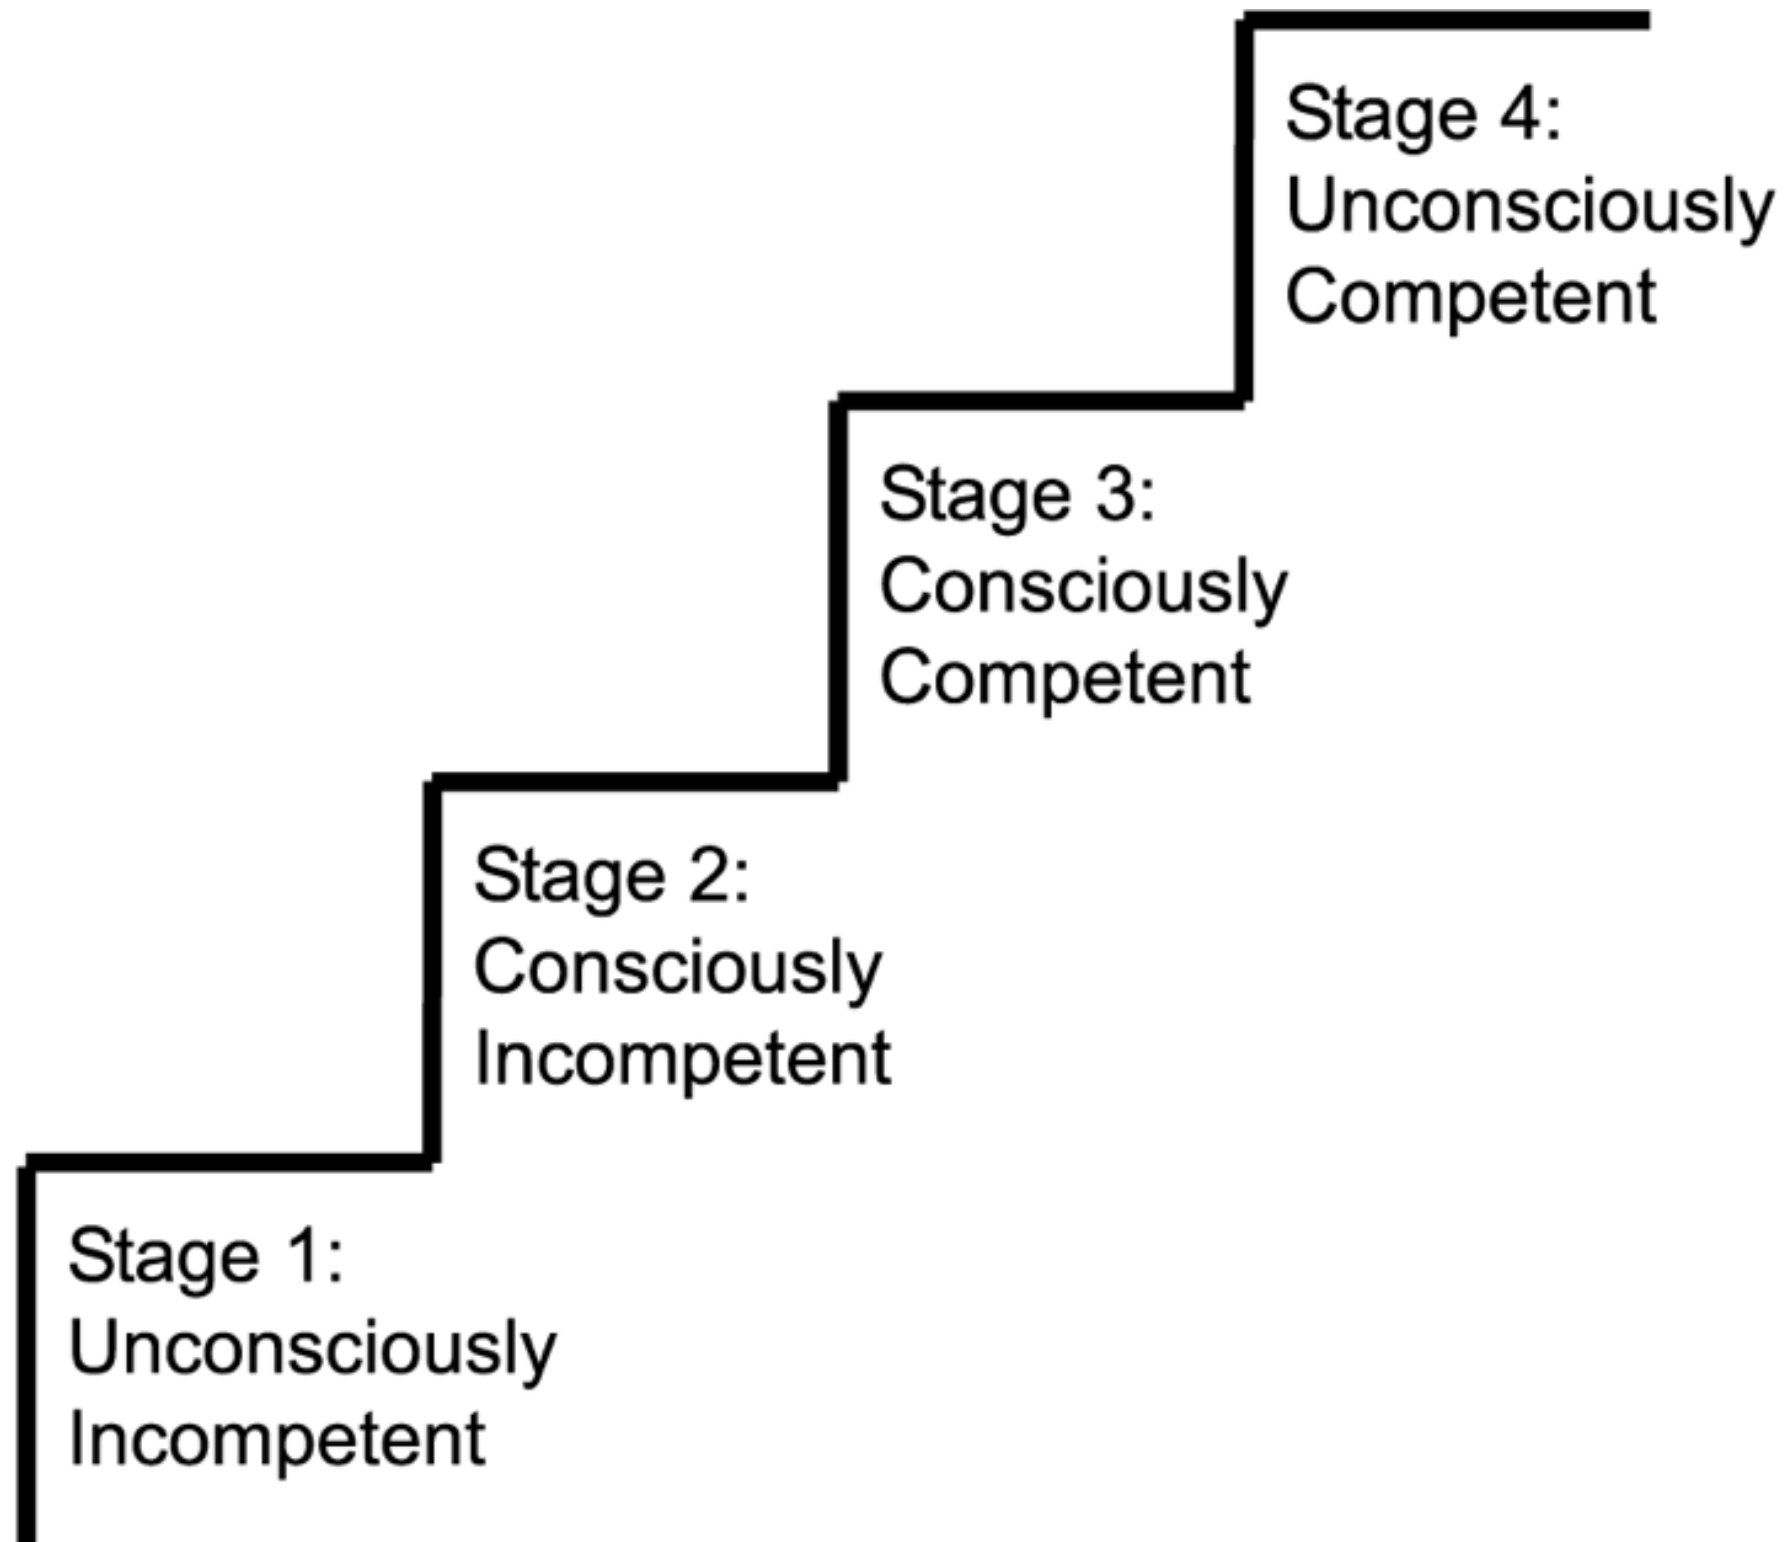 Stage 4:
Unconsciously
Competent
Stage 3:
Consciously
Competent
Stage 2:
Consciously
Incompetent
Stage 1:
Unconsciously
Incompetent